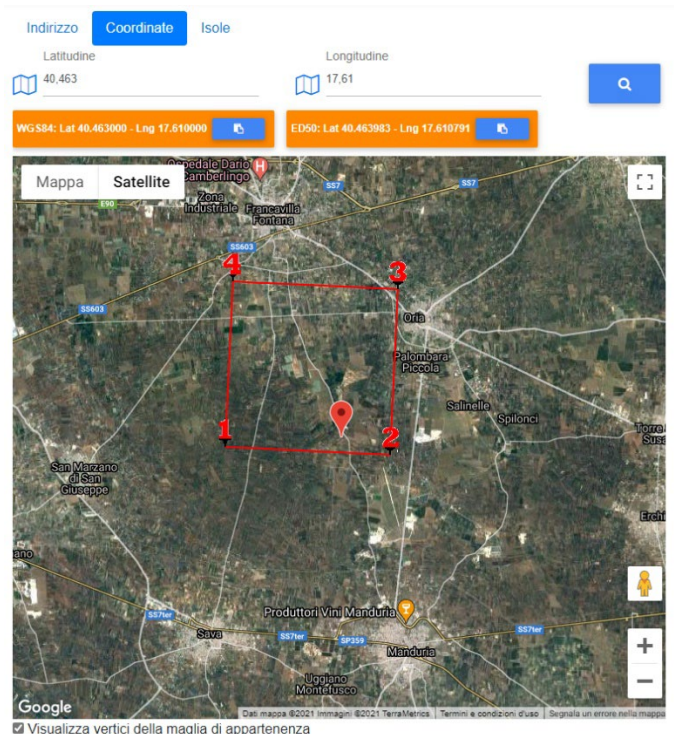 Indirizzo Coordinate Isole
Latitudine Longitudine
40,463 17,61
WGS84: Lat 40.463000 - Lng 17.610000 ED50: Lat 40.463983 - Lng 17.610791
Mappa Satellite
Ospedale Dario
Camberlingo
H
SS7
SS7
E90
Zona
Industriale
Francavilla
Fontana
SS603
4
3
SS603
Oria
Palombara
Piccola
Salinelle
Spilonci
Torre
Susa
1
2
San Marzano
di San
Giuseppe
Erchi
ano
Produttori Vini Manduria
SS7ter
Sava
SS7ter
SP359
SS7ter
Manduria
Uggiano
Montefusco
+
−
Google
Dati mappa ©2021 Immagini ©2021 TerraMetrics Termini e condizioni d'uso Segnala un errore nella mappa
Visualizza vertici della maglia di appartenenza